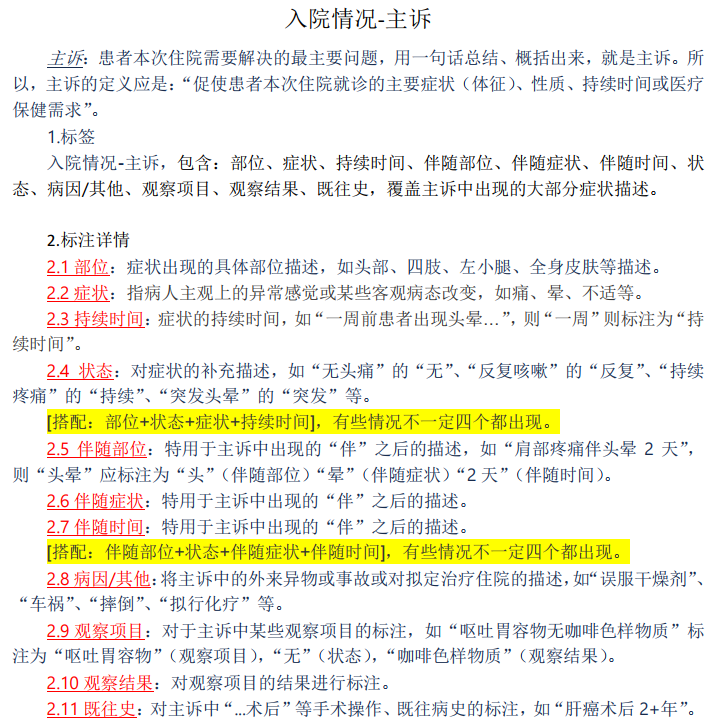 入院情况-主诉
主诉：患者本次住院需要解决的最主要问题，用一句话总结、概括出来，就是主诉。所
以，主诉的定义应是：“促使患者本次住院就诊的主要症状（体征）、性质、持续时间或医疗
保健需求”。
1.标签
入院情况-主诉，包含：部位、症状、持续时间、伴随部位、伴随症状、伴随时间、状
态、病因/其他、观察项目、观察结果、既往史，覆盖主诉中出现的大部分症状描述。
2.标注详情
2.1 部位：症状出现的具体部位描述，如头部、四肢、左小腿、全身皮肤等描述。
2.2 症状：指病人主观上的异常感觉或某些客观病态改变，如痛、晕、不适等。
2.3 持续时间：症状的持续时间，如“一周前患者出现头晕…”，则“一周”则标注为“持
续时间”。
2.4 状态：对症状的补充描述，如“无头痛”的“无”、“反复咳嗽”的“反复”、“持续
疼痛”的“持续”、“突发头晕”的“突发”等。
[搭配：部位+状态+症状+持续时间]，有些情况不一定四个都出现。
2.5 伴随部位：特用于主诉中出现的“伴”之后的描述，如“肩部疼痛伴头晕 2 天”，
则“头晕”应标注为“头”（伴随部位）“晕”（伴随症状）“2 天”（伴随时间）。
2.6 伴随症状：特用于主诉中出现的“伴”之后的描述。
2.7 伴随时间：特用于主诉中出现的“伴”之后的描述。
[搭配：伴随部位+状态+伴随症状+伴随时间]，有些情况不一定四个都出现。
2.8 病因/其他：将主诉中的外来异物或事故或对拟定治疗住院的描述，如“误服干燥剂”、
“车祸”、“摔倒”、“拟行化疗”等。
2.9 观察项目：对于主诉中某些观察项目的标注，如“呕吐胃容物无咖啡色样物质”标
注为“呕吐胃容物”（观察项目），“无”（状态），“咖啡色样物质”（观察结果）。
2.10 观察结果：对观察项目的结果进行标注。
2.11 既往史：对主诉中“...术后”等手术操作、既往病史的标注，如“肝癌术后 2+年”。